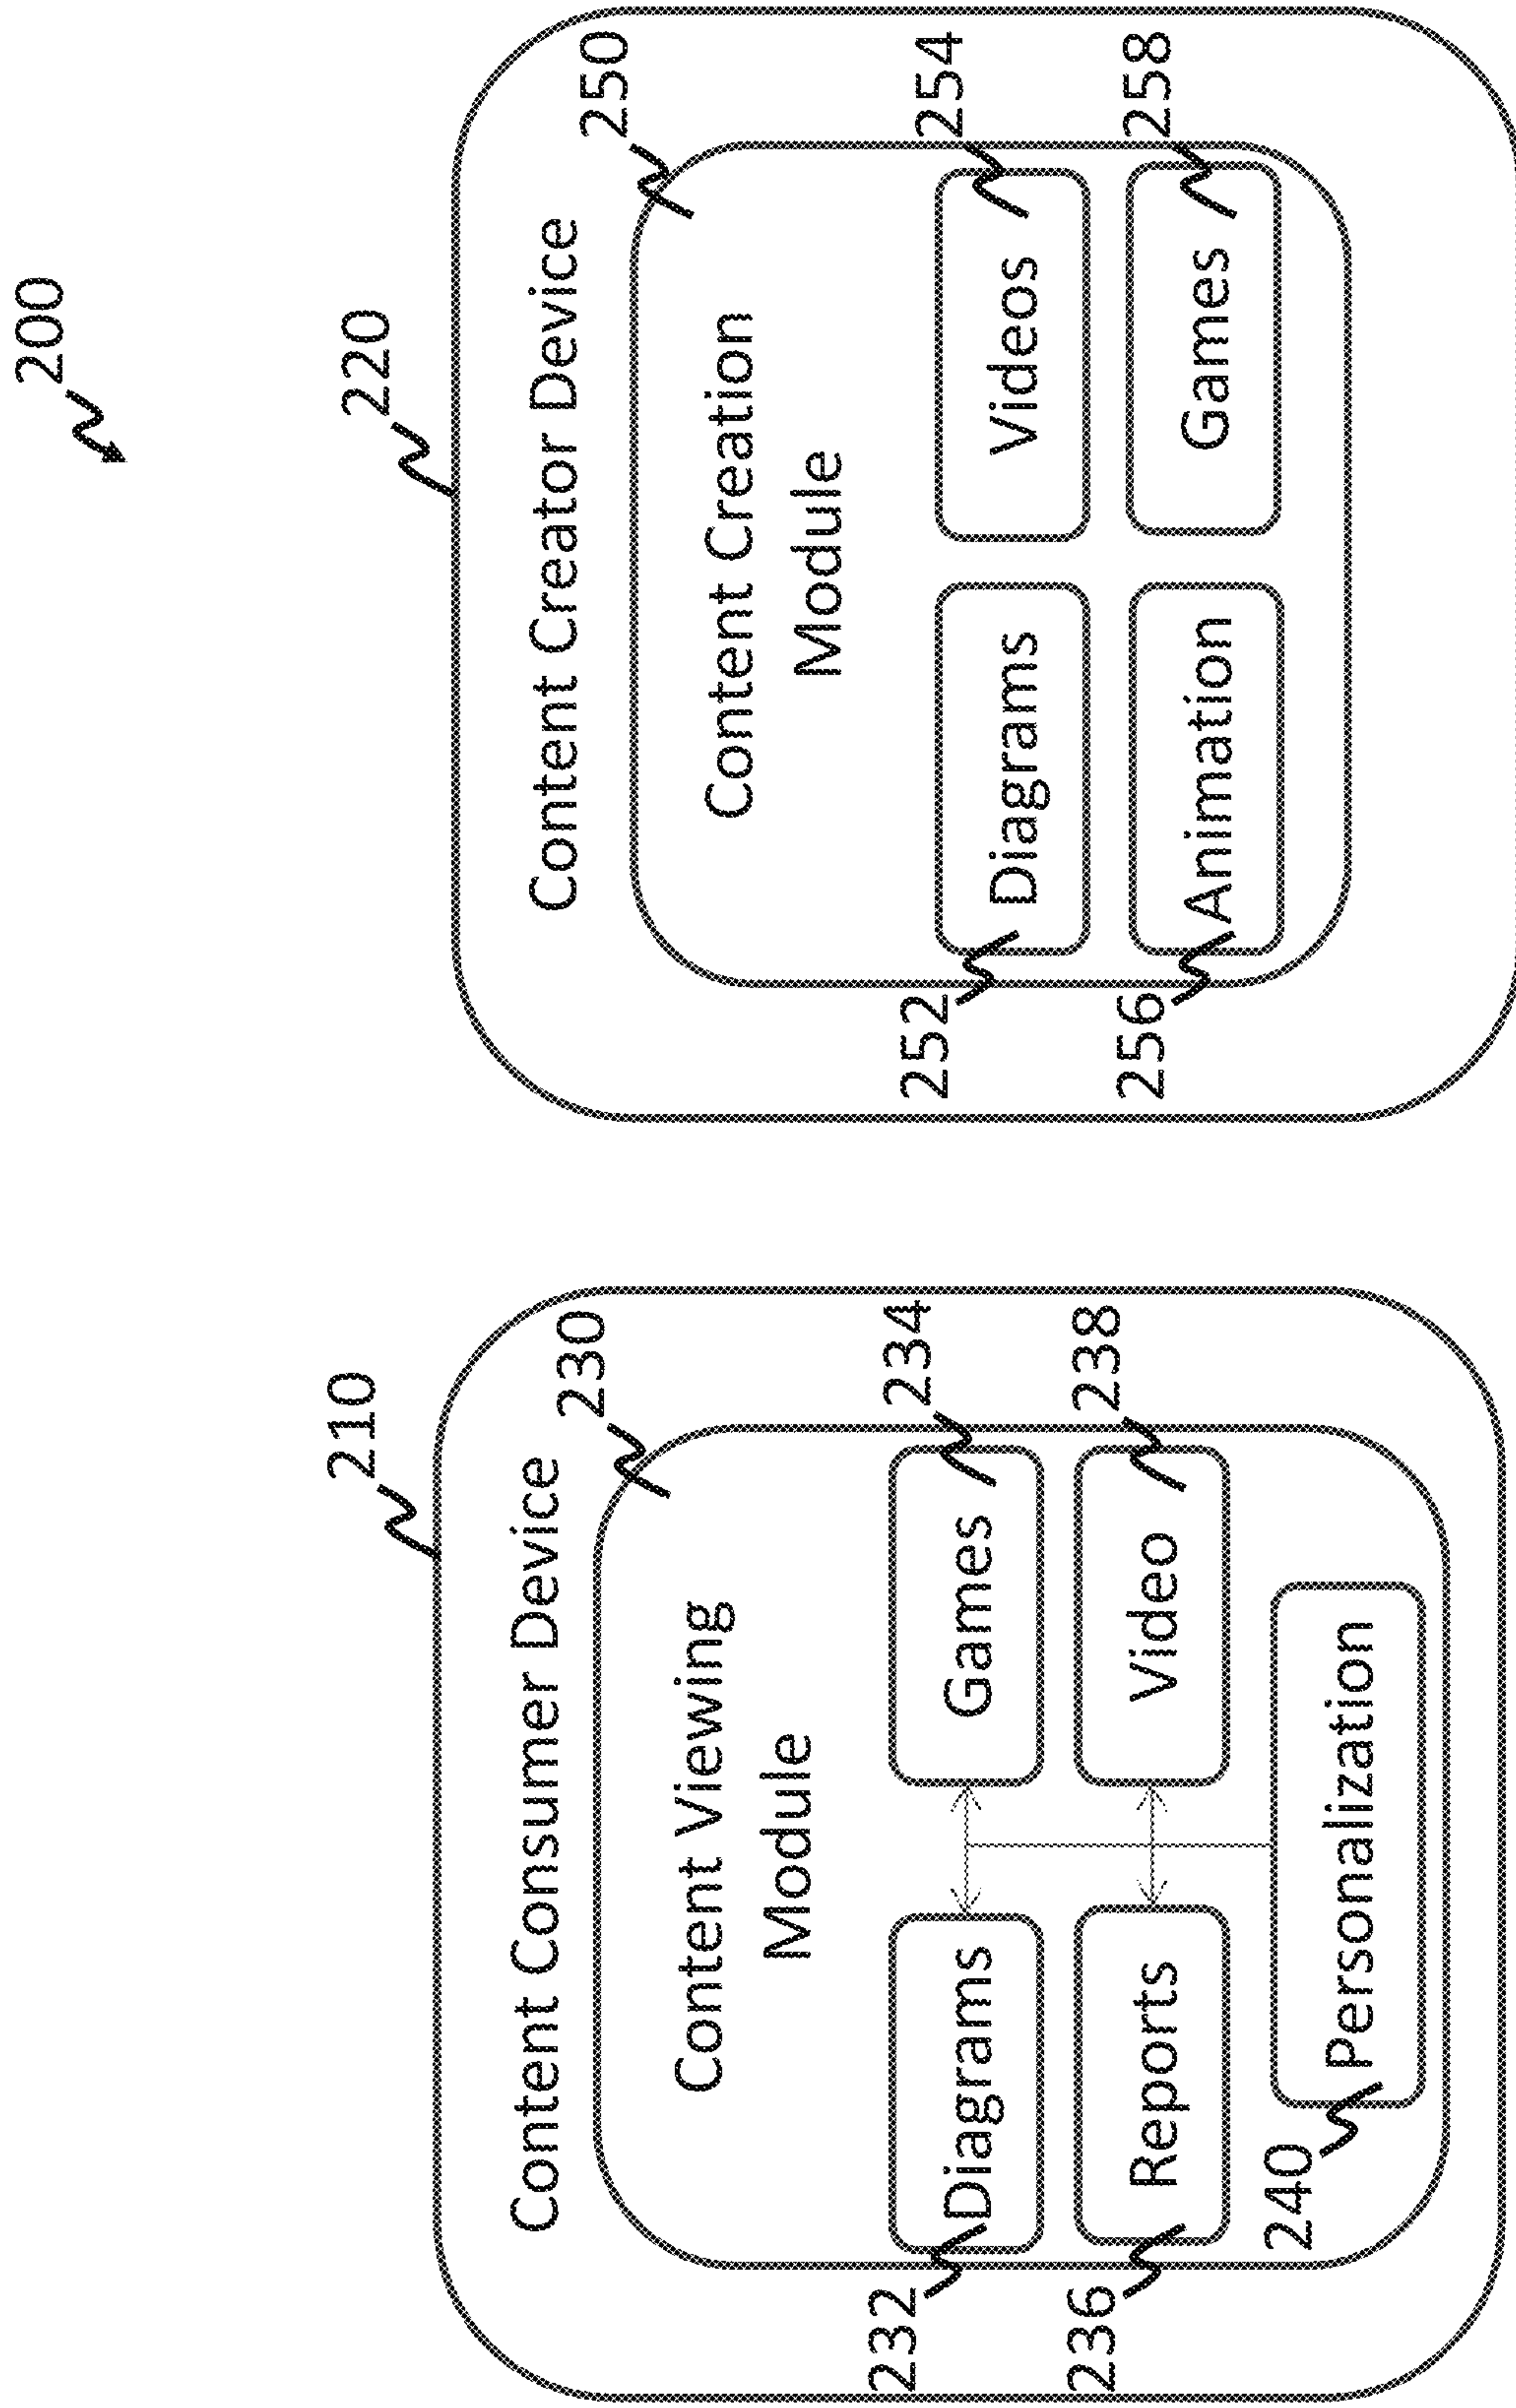 200
210
Content Consumer Device
230
Content Viewing
Module
232
Diagrams
Games
234
236
Reports
Video
238
240
Personalization
220
Content Creator Device
250
Content Creation
Module
252
Diagrams
Videos
254
256
Animation
Games
258